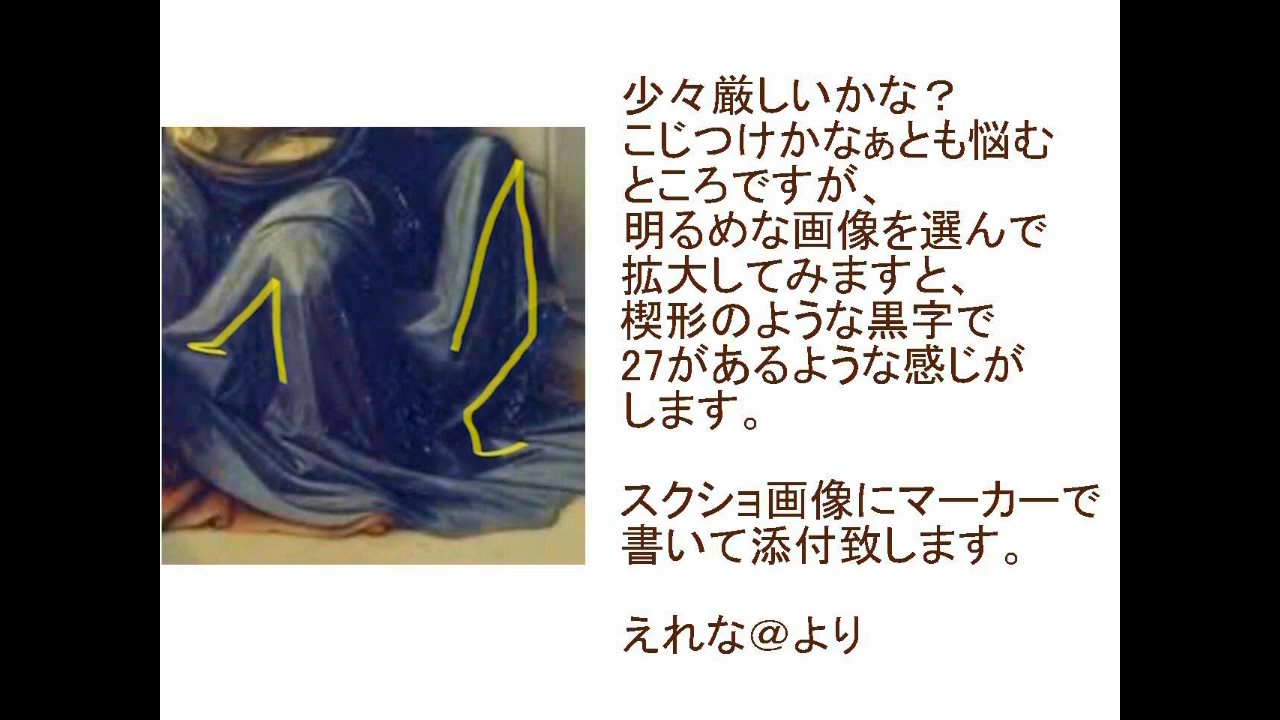 少々厳しいかな？
こじつけかなぁとも悩む
ところですが、
明るめな画像を選んで
拡大してみますと、
楔形のような黒字で
27があるような感じが
します。
スクショ画像にマーカーで
書いて添付致します。
えれな＠より